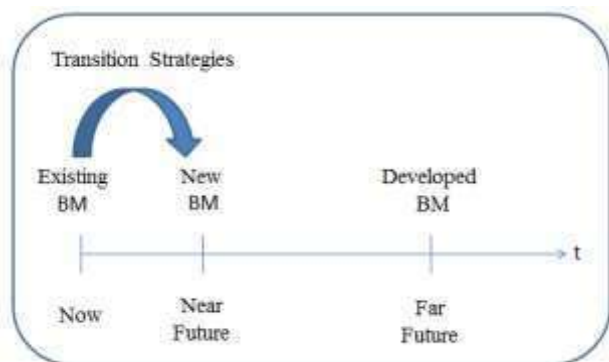 Transition Strategies
Existing New Developed
BM BM BM
t
Now Near Far
Future Future